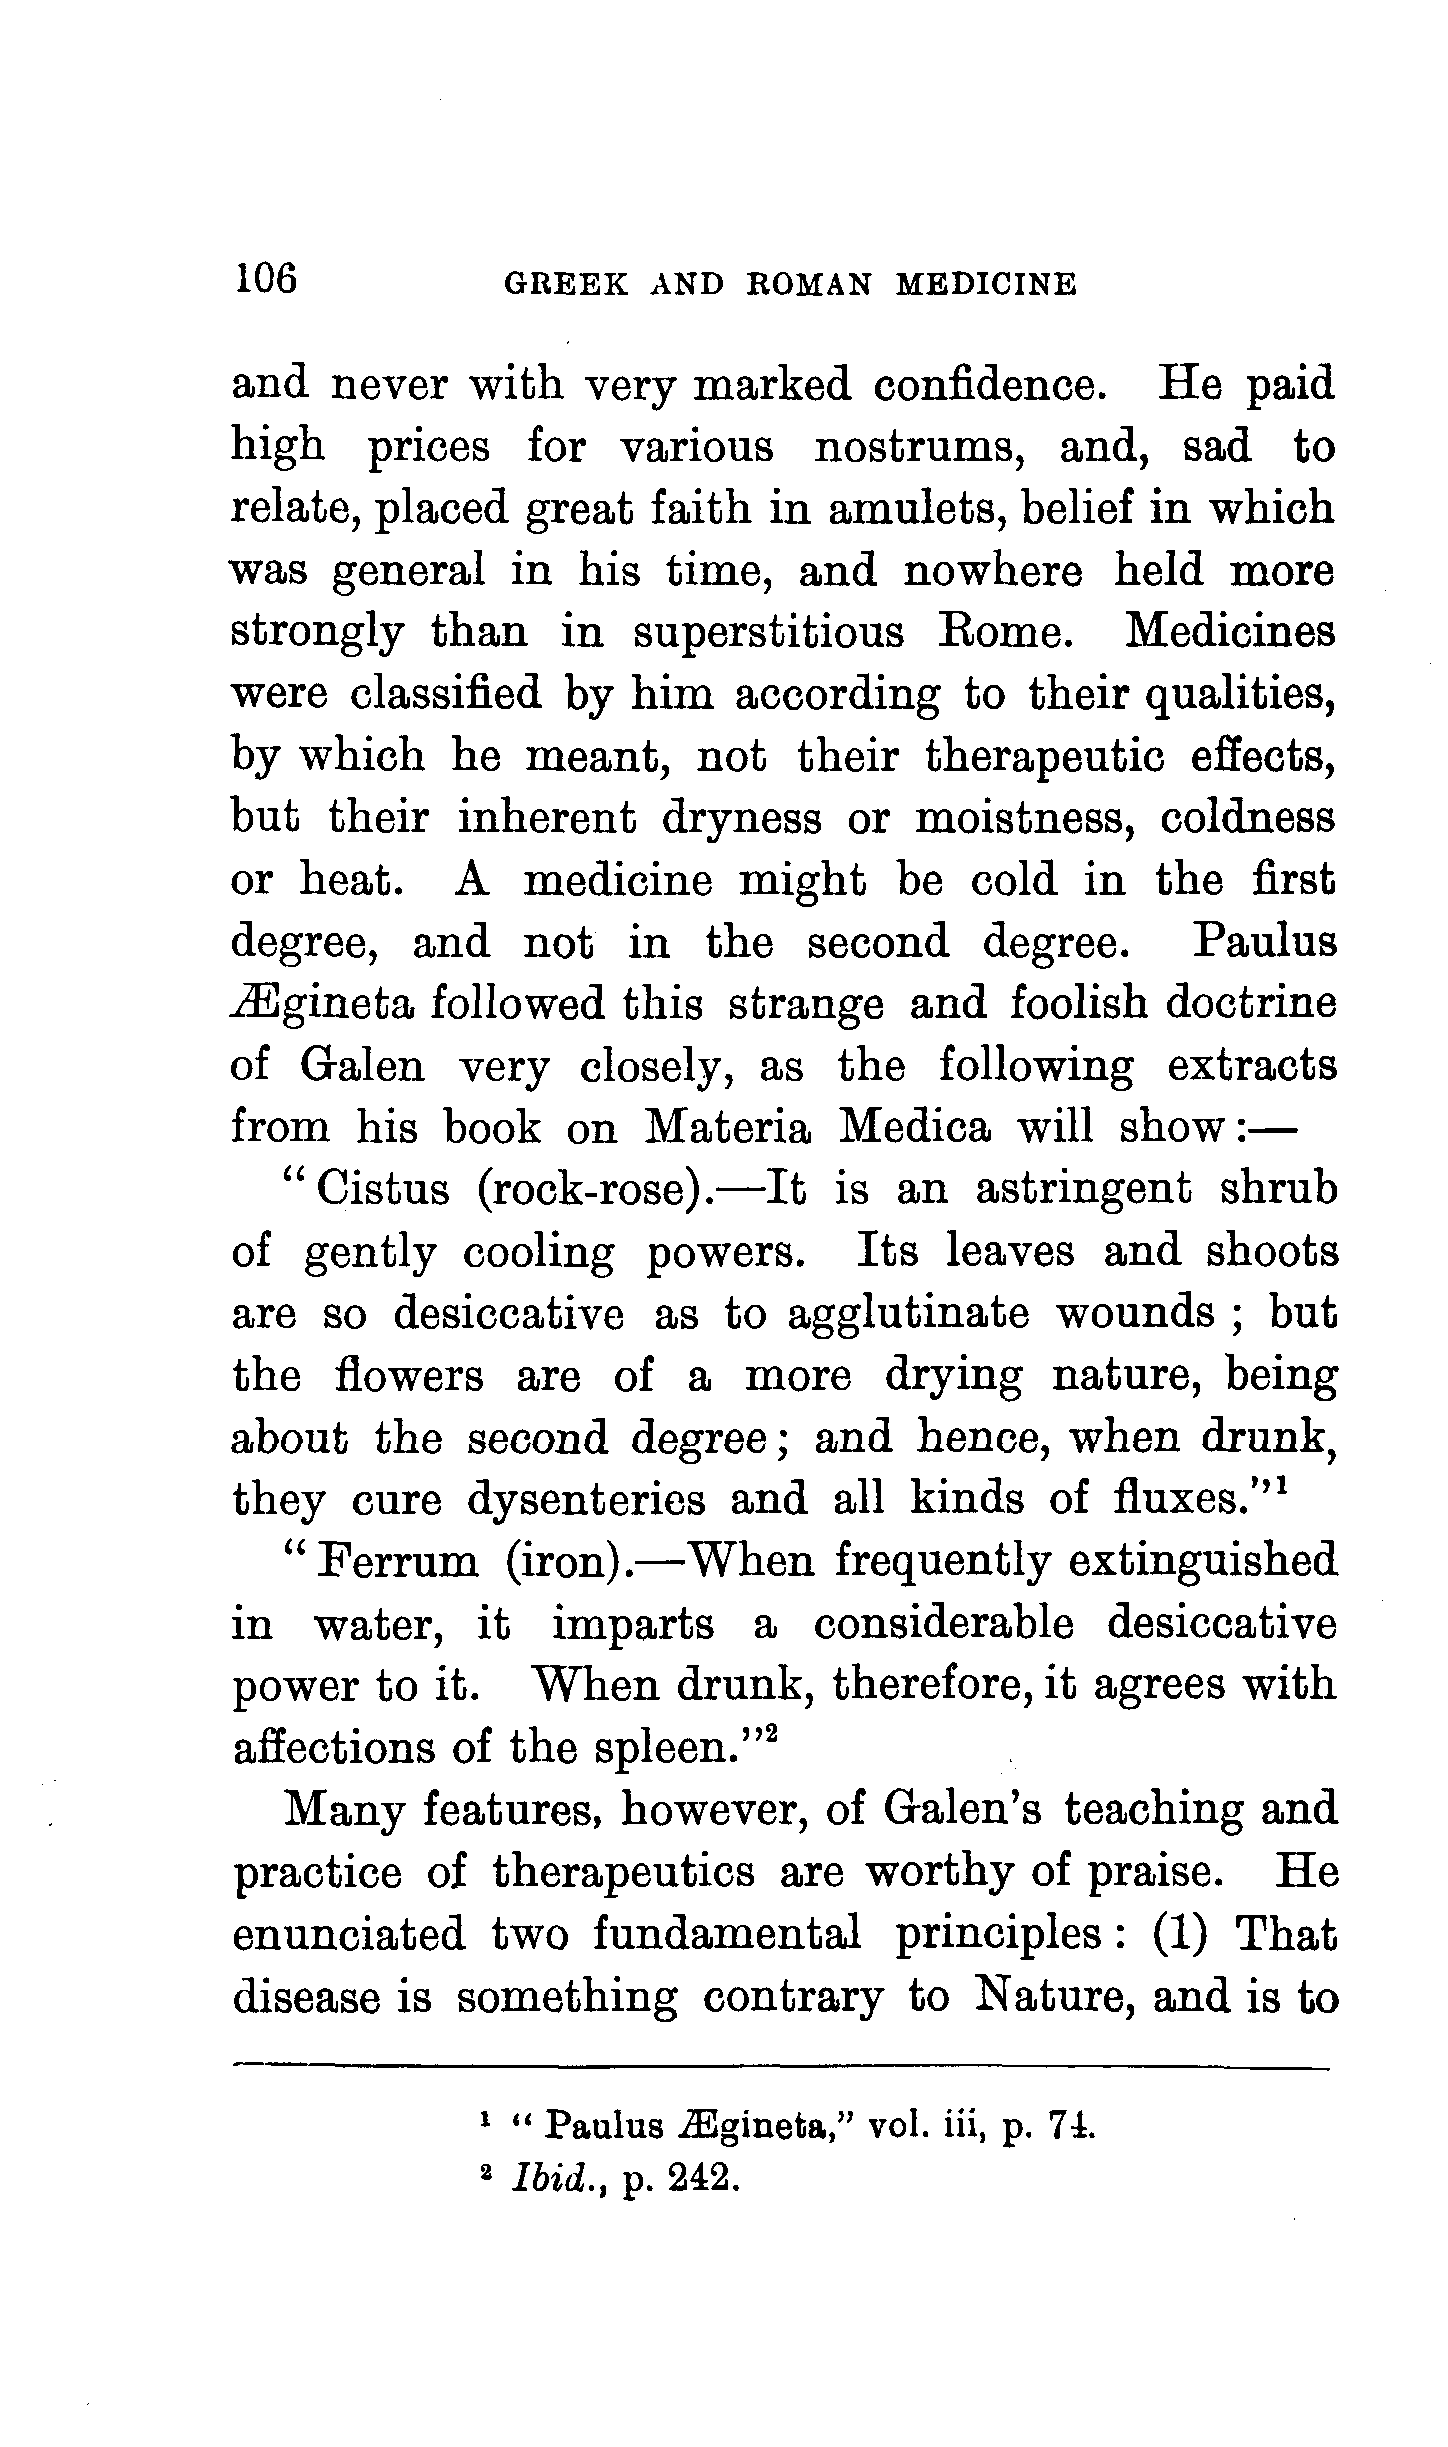 106 GREEK AND ROMAN MEDICINE
and never with very marked confidence. He paid
high prices for various nostrums, and, sad to
relate, placed great faith in amulets, belief in which
was general in his time, and nowhere held more
strongly than in superstitious Rome. Medicines
were classified by him according to their qualities,
by which he meant, not their therapeutic effects,
but their inherent dryness or moistness, coldness
or heat. A medicine might be cold in the first
degree, and not in the second degree. Paulus
Ægineta followed this strange and foolish doctrine
of Galen very closely, as the following extracts
from his book on Materia Medica will show:—
“Cistus (rock-rose).—It is an astringent shrub
of gently cooling powers. Its leaves and shoots
are so desiccative as to agglutinate wounds ; but
the flowers are of a more drying nature, being
about the second degree; and hence, when drunk,
they cure dysenteries and all kinds of fluxes.”¹
“Ferrum (iron).—When frequently extinguished
in water, it imparts a considerable desiccative
power to it. When drunk, therefore, it agrees with
affections of the spleen.”²
Many features, however, of Galen’s teaching and
practice of therapeutics are worthy of praise. He
enunciated two fundamental principles : (1) That
disease is something contrary to Nature, and is to
¹ “Paulus Ægineta,” vol. iii, p. 74.
² Ibid., p. 242.